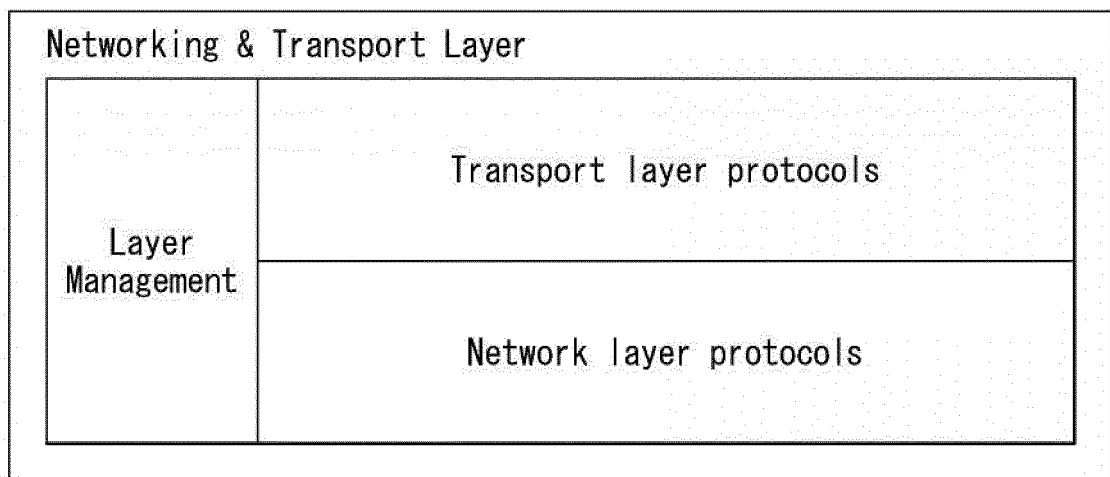 Networking & Transport Layer
Transport layer protocols
Layer
Management
Network layer protocols